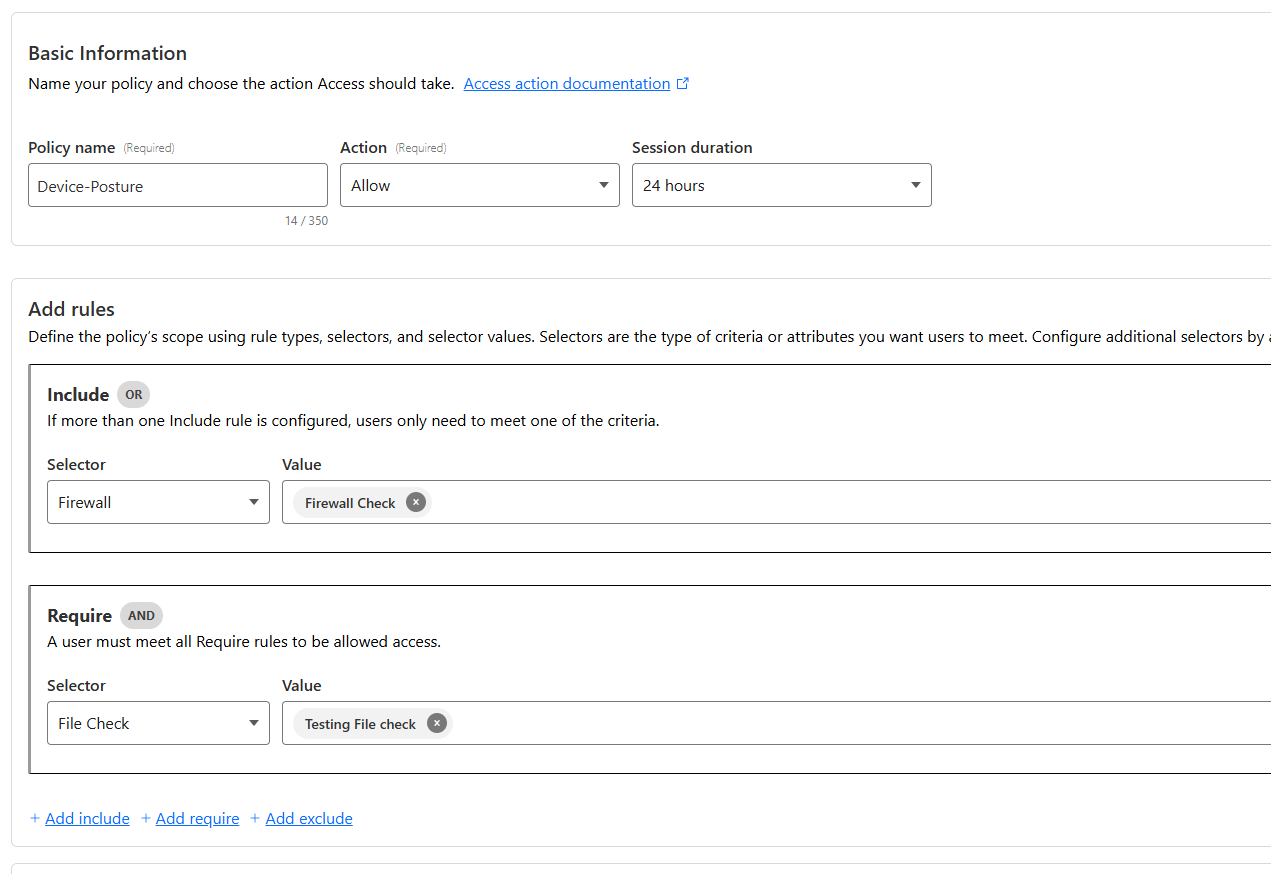 Basic Information
Name your policy and choose the action Access should take. Access action documentation
Policy name (Required) Action (Required) Session duration
Device-Posture Allow 24 hours
14 / 350
Add rules
Define the policy's scope using rule types, selectors, and selector values. Selectors are the type of criteria or attributes you want users to meet. Configure additional selectors by
Include OR
If more than one Include rule is configured, users only need to meet one of the criteria.
Selector Value
Firewall Firewall Check ×
Require AND
A user must meet all Require rules to be allowed access.
Selector Value
File Check Testing File check ×
+ Add include + Add require + Add exclude